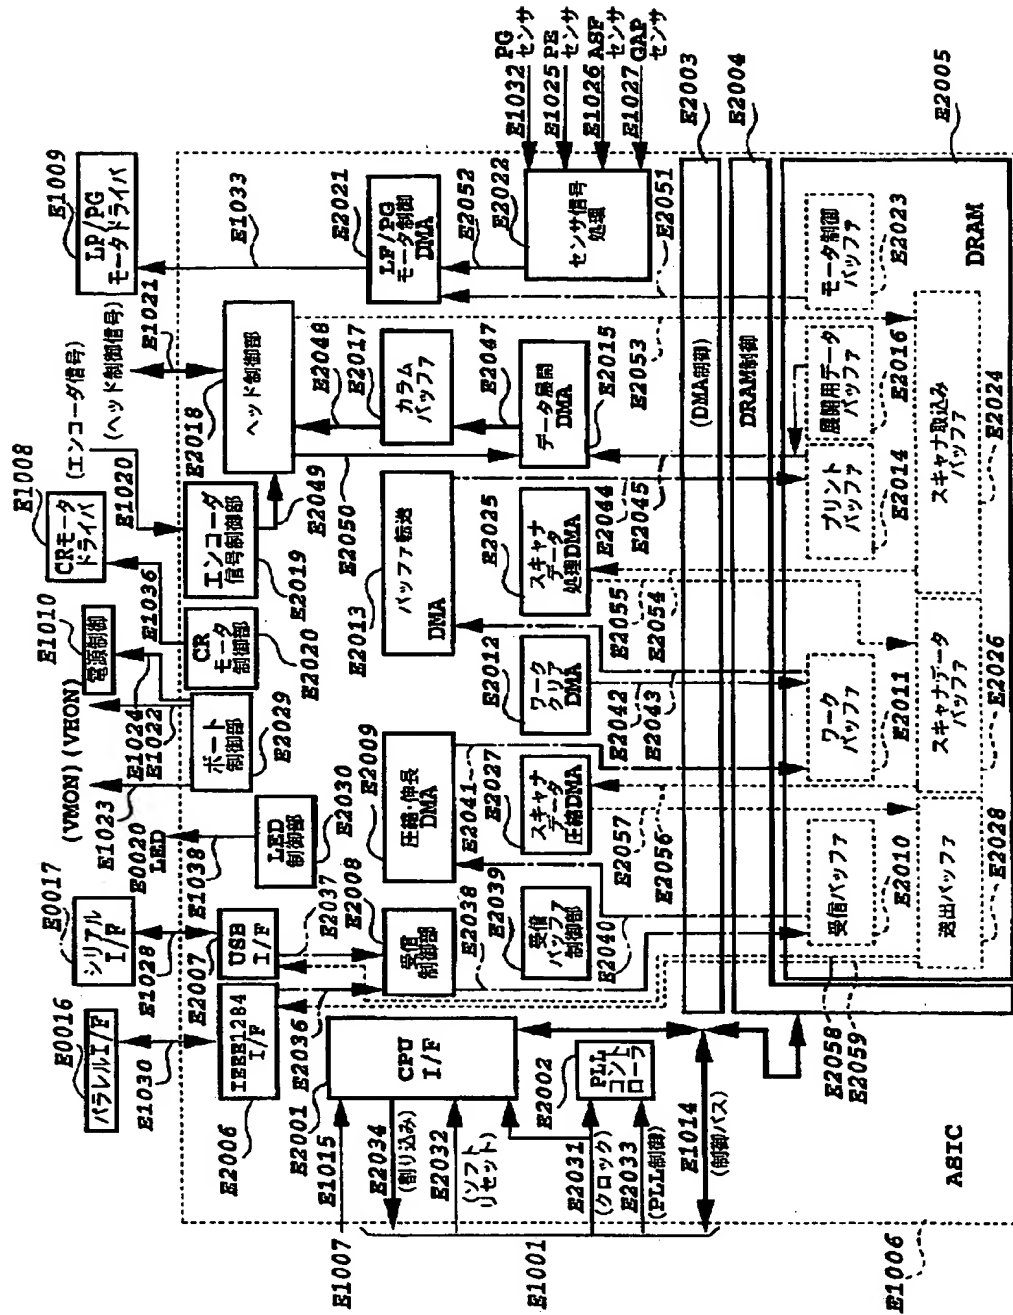 E1009
LP/PG
モータドライバ
E1033
E1021
(ヘッド制御信号)
(エンコーダ信号)
E1020
E1008
CRモータ
ドライバ
E1036
E1010
電源制御
(VHON)
(VMON)
E1024
E1022
E1023
E0020
LED
E1038
E0017
シリアル
I/F
E1028
E0016
パラレルI/F
E1030
E1032 PG
センサ
E1025 PE
センサ
E1026 ASF
センサ
E1027 GAP
センサ
E2021
LF/PG
モータ制御
DMA
E2052
E2022
センサ信号
処理
E2051
E2018
ヘッド制御部
E2048
E2017
カラム
バッファ
E2047
データ展開
DMA
E2015
E2053
エンコーダ
信号制御部
E2019
E2049
E2050
CR
モータ
制御部
E2020
E2013
バッファ転送
DMA
E2025
スキャナ
データ
処理DMA
E2044
E2045
E2055
E2054
ポート
制御部
E2029
E2012
ワーク
クリア
DMA
E2042
E2043
LED
制御部
E2030
E2009
圧縮・伸長
DMA
E2041
E2027
スキャナ
データ
圧縮DMA
E2057
E2056
E2007
USB
I/F
E2037
E2008
受信
制御部
E2038
E2039
受信
バッファ
制御部
E2040
E2006
IEEE1284
I/F
E2036
E2001
CPU
I/F
E2002
PLL
コント
ローラ
E1007
E1015
E2034
(割り込み)
E2032
(ソフト
リセット)
E1001
E2031
(クロック)
E2033
(PLL制御)
E1014
(制御バス)
E2003
(DMA制御)
E2004
DRAM制御
E2005
DRAM
モータ制御
バッファ
E2023
展開用データ
バッファ
E2016
プリント
バッファ
E2014
スキャナ取込み
バッファ
E2024
ワーク
バッファ
E2011
スキャナデータ
バッファ
E2026
受信バッファ
E2010
送出バッファ
E2028
E2058
E2059
ASIC
E1006